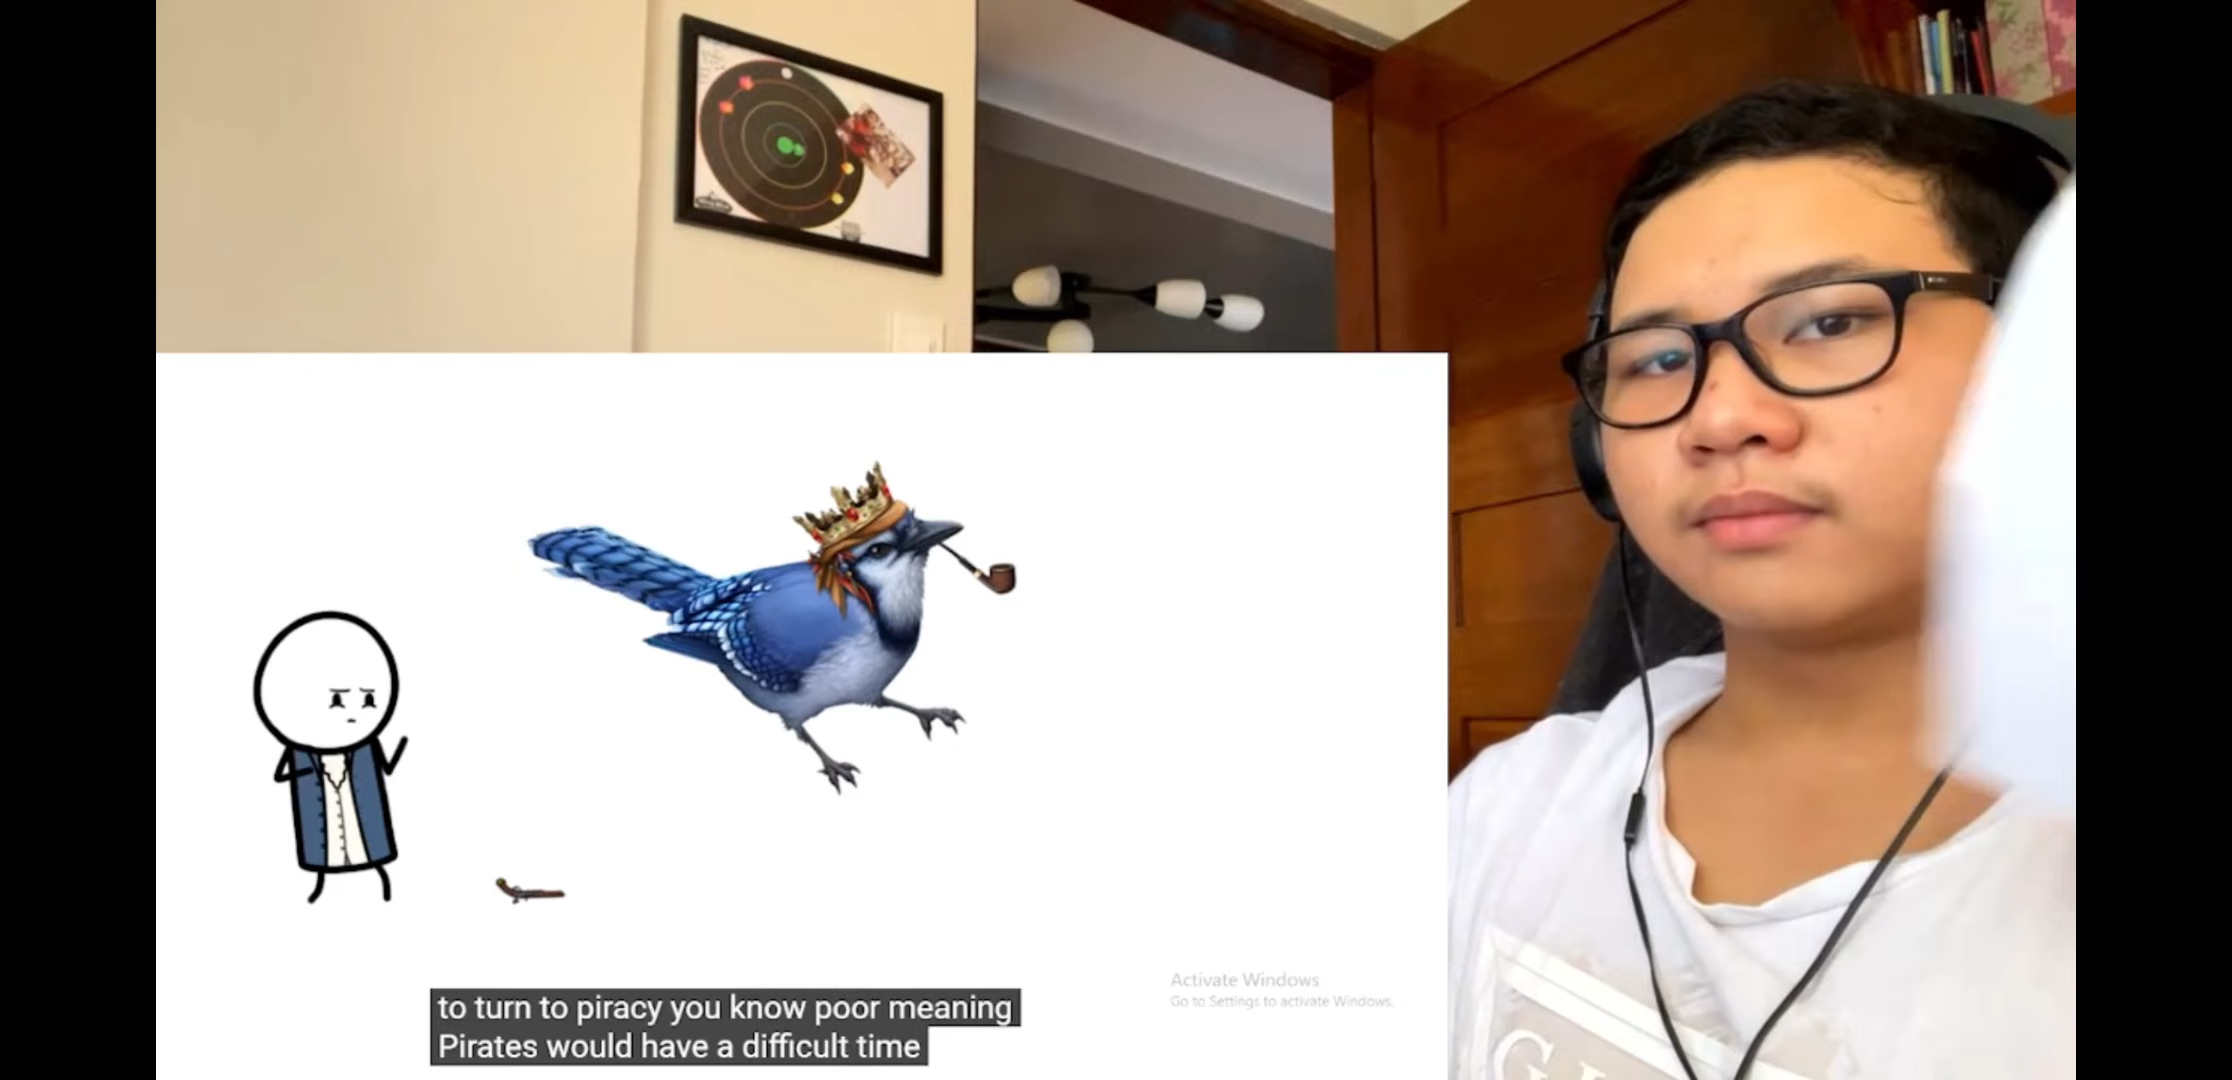 Activate Windows
Go to Settings to activate Windows.
to turn to piracy you know poor meaning
Pirates would have a difficult time